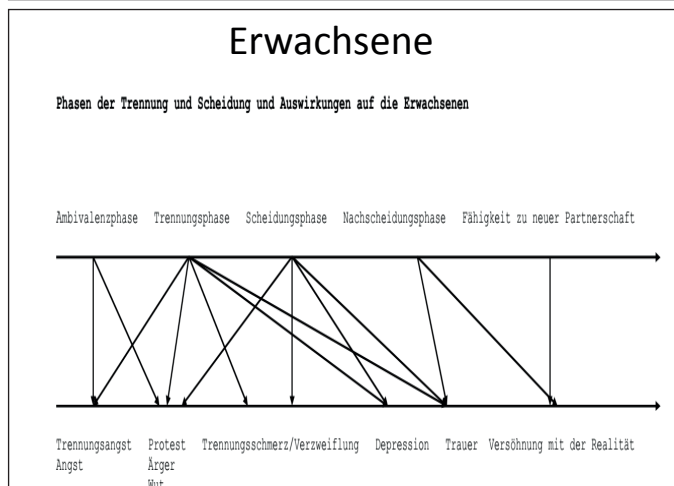 Erwachsene
Phasen der Trennung und Scheidung und Auswirkungen auf die Erwachsenen
Ambivalenzphase Trennungsphase Scheidungsphase Nachscheidungsphase Fähigkeit zu neuer Partnerschaft
Trennungsangst Protest Trennungsschmerz/Verzweiflung Depression Trauer Versöhnung mit der Realität
Angst Ärger
Wut